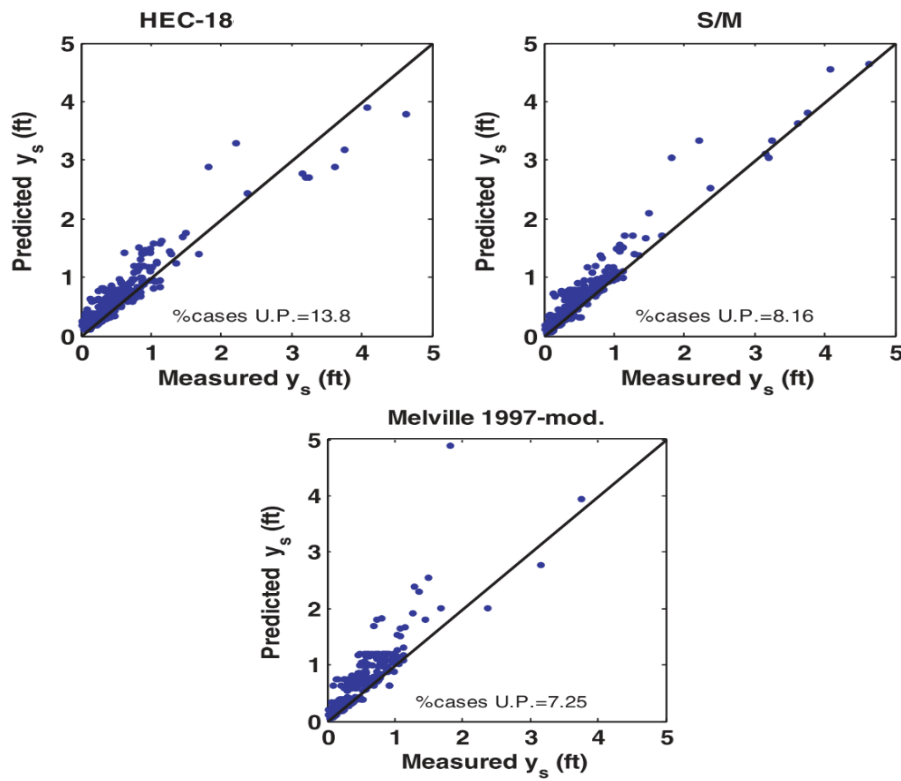 HEC-18
5
4
3
2
1
0
Predicted y_s (ft)
%cases U.P.=13.8
0 1 2 3 4 5
Measured y_s (ft)
S/M
5
4
3
2
1
0
Predicted y_s (ft)
%cases U.P.=8.16
0 1 2 3 4 5
Measured y_s (ft)
Melville 1997-mod.
5
4
3
2
1
0
Predicted y_s (ft)
%cases U.P.=7.25
0 1 2 3 4 5
Measured y_s (ft)